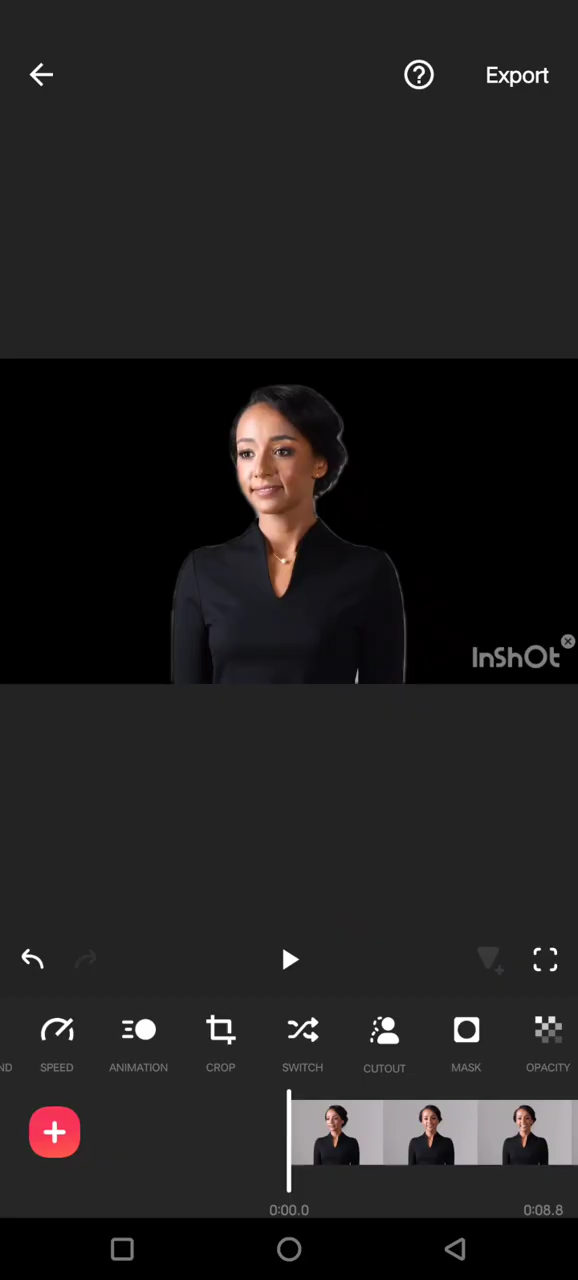 Export
InShOt
ND SPEED ANIMATION CROP SWITCH CUTOUT MASK OPACITY
0:00.0 0:08.8